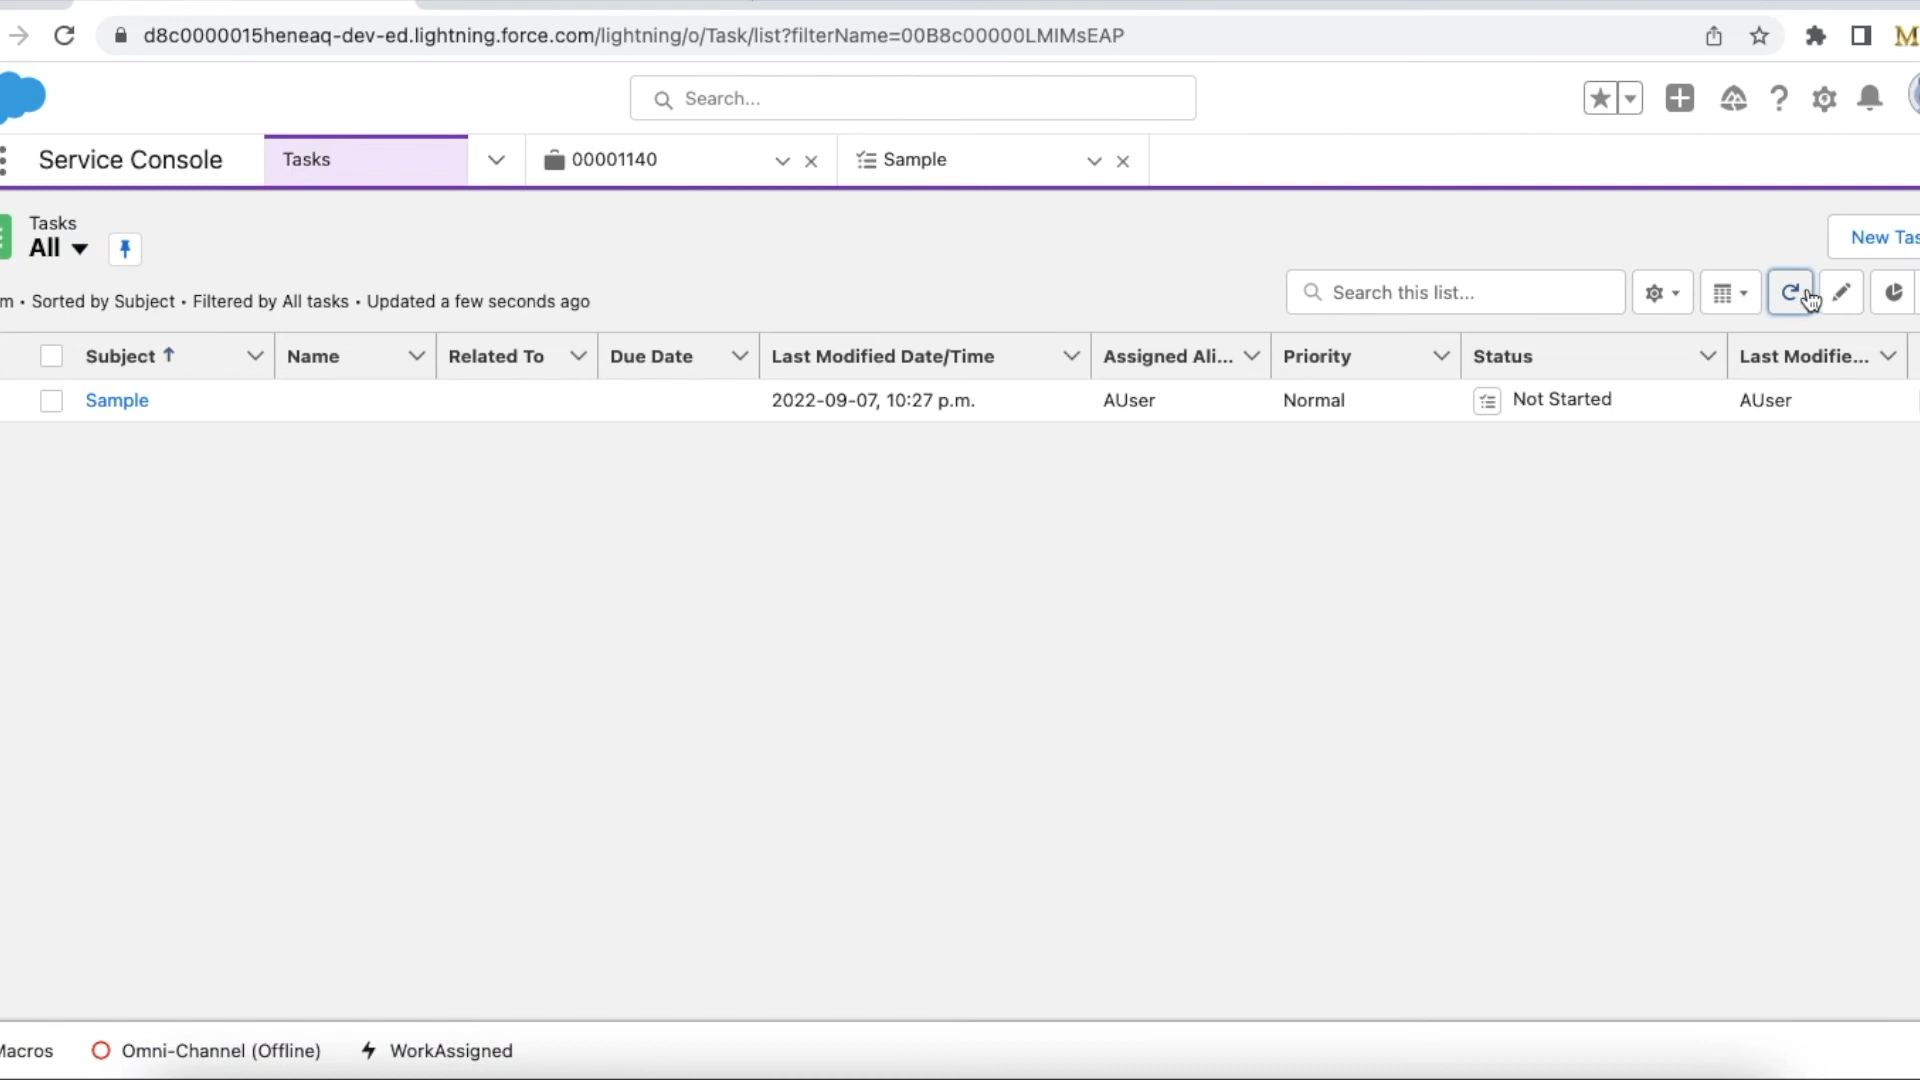 d8c0000015heneaq-dev-ed.lightning.force.com/lightning/o/Task/list?filterName=00B8c00000LMIMsEAP
Search...
Service Console
Tasks
00001140
Sample
Tasks
All
New Tas
m • Sorted by Subject • Filtered by All tasks • Updated a few seconds ago
Search this list...
Subject Name Related To Due Date Last Modified Date/Time Assigned Ali... Priority Status Last Modifie...
Sample 2022-09-07, 10:27 p.m. AUser Normal Not Started AUser
Macros Omni-Channel (Offline) WorkAssigned